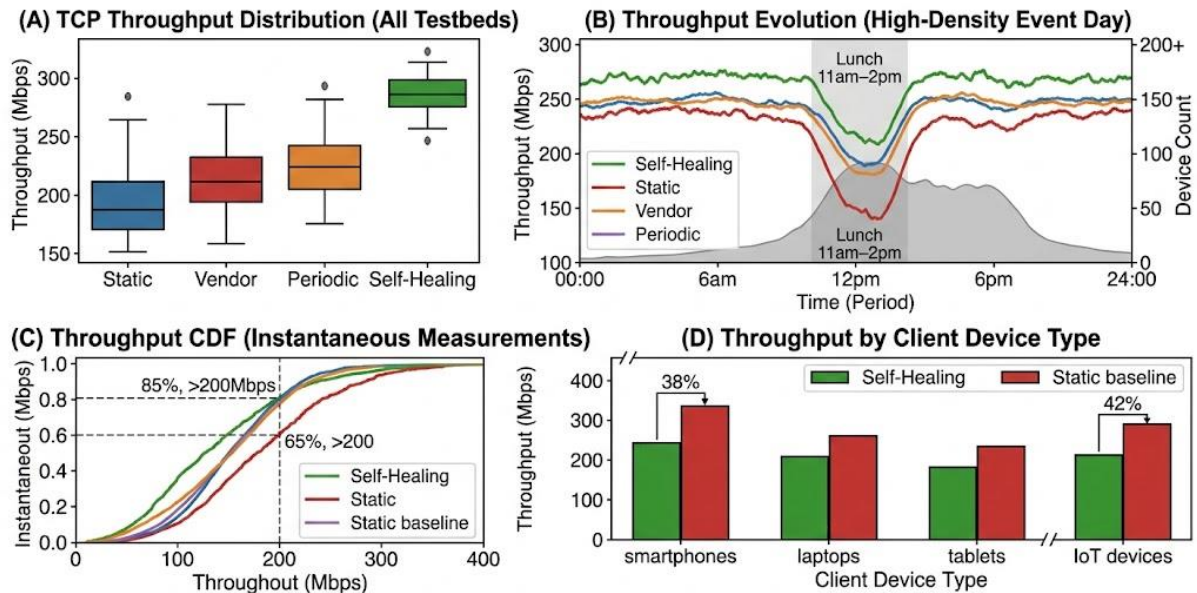 (A) TCP Throughput Distribution (All Testbeds)
Throughput (Mbps)
300
250
200
150
Static
Vendor
Periodic
Self-Healing
(B) Throughput Evolution (High-Density Event Day)
Throughput (Mbps)
300
250
200
150
100
Lunch
11am–2pm
Self-Healing
Static
Vendor
Periodic
Lunch
11am–2pm
200+
150
100
50
0
Device Count
00:00
6am
12pm
6pm
24:00
Time (Period)
(C) Throughput CDF (Instantaneous Measurements)
Instantaneout (Mbps)
1.0
0.8
0.6
0.4
0.2
0.0
85%, >200Mbps
65%, >200
Self-Healing
Static
Static baseline
0
100
200
300
400
Throughout (Mbps)
(D) Throughput by Client Device Type
Throughput (Mbps)
400
300
200
100
0
Self-Healing
Static baseline
38%
42%
smartphones
laptops
tablets
IoT devices
Client Device Type